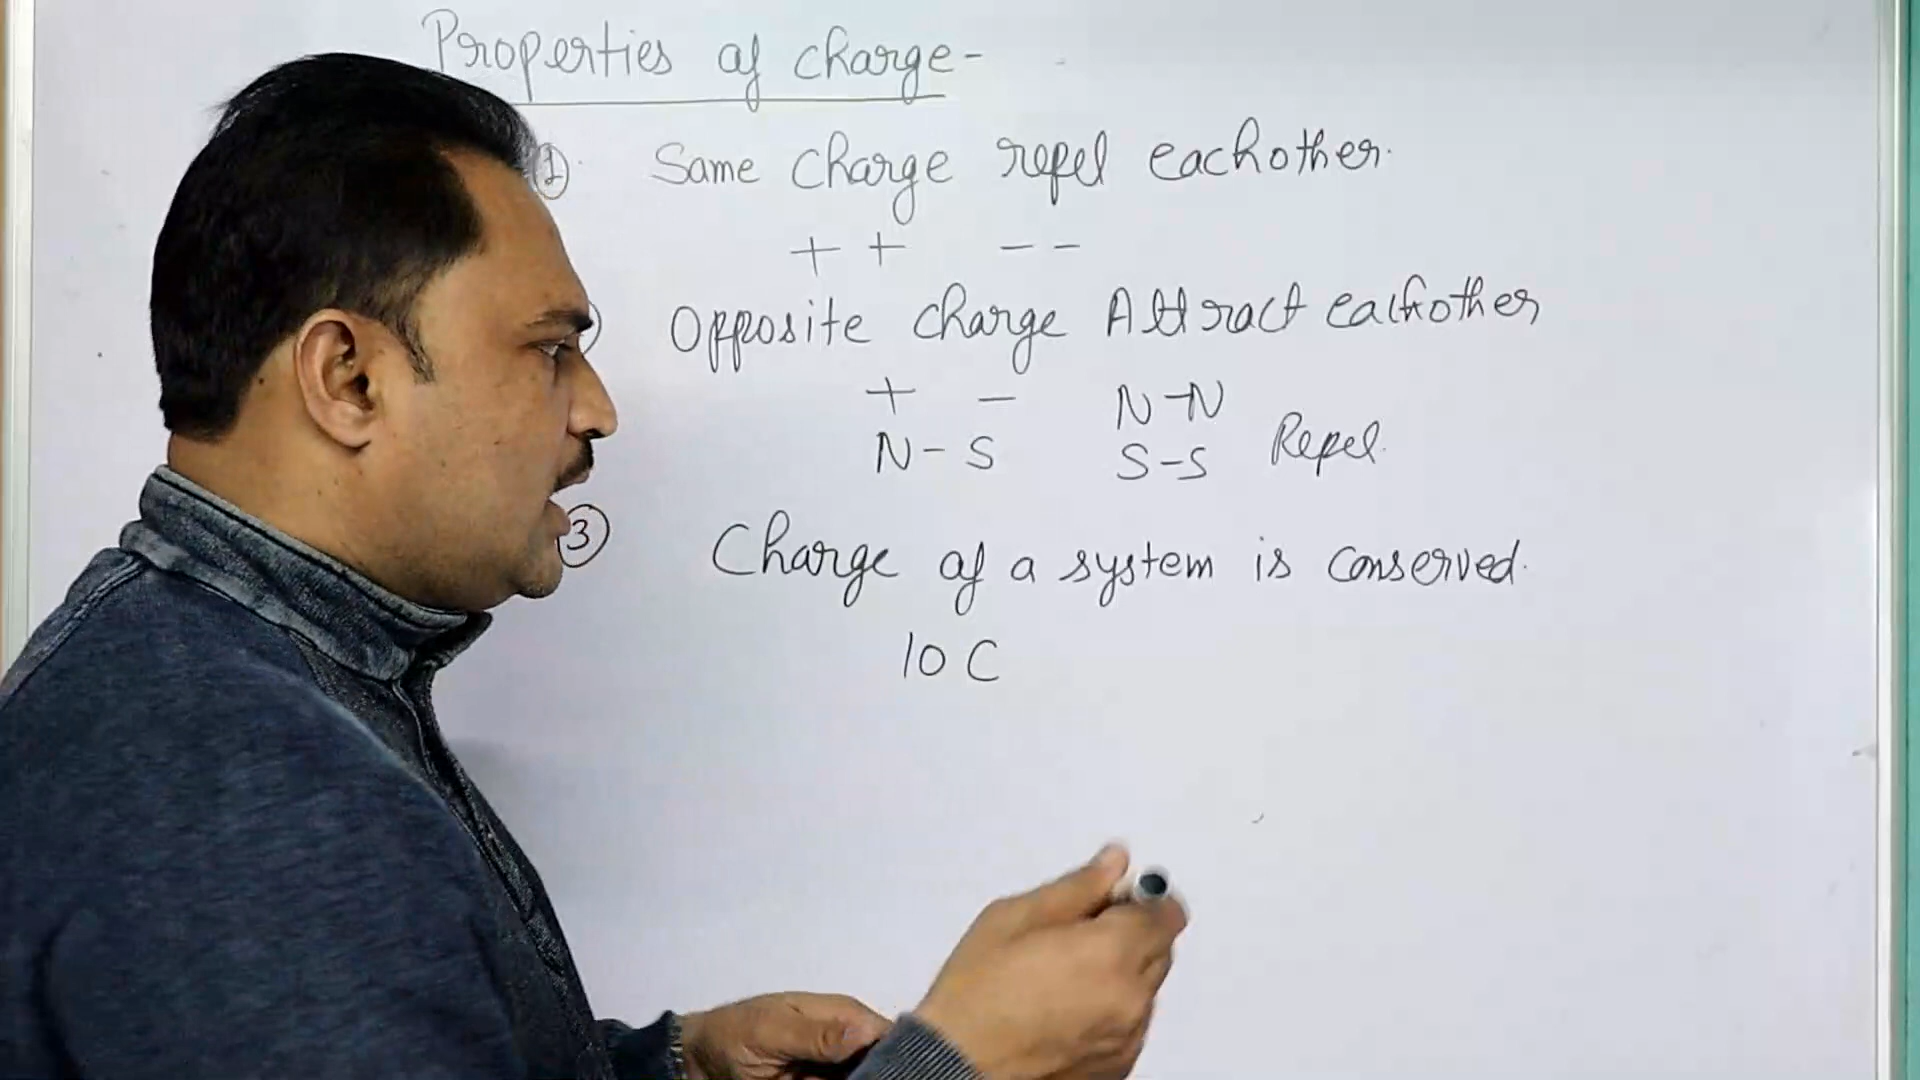 Properties of charge-
①. Same charge repel eachother.
+ + - -
Opposite charge Attract eachother
+ - N-N
N-S S-S Repel.
③ Charge of a system is conserved.
10 C